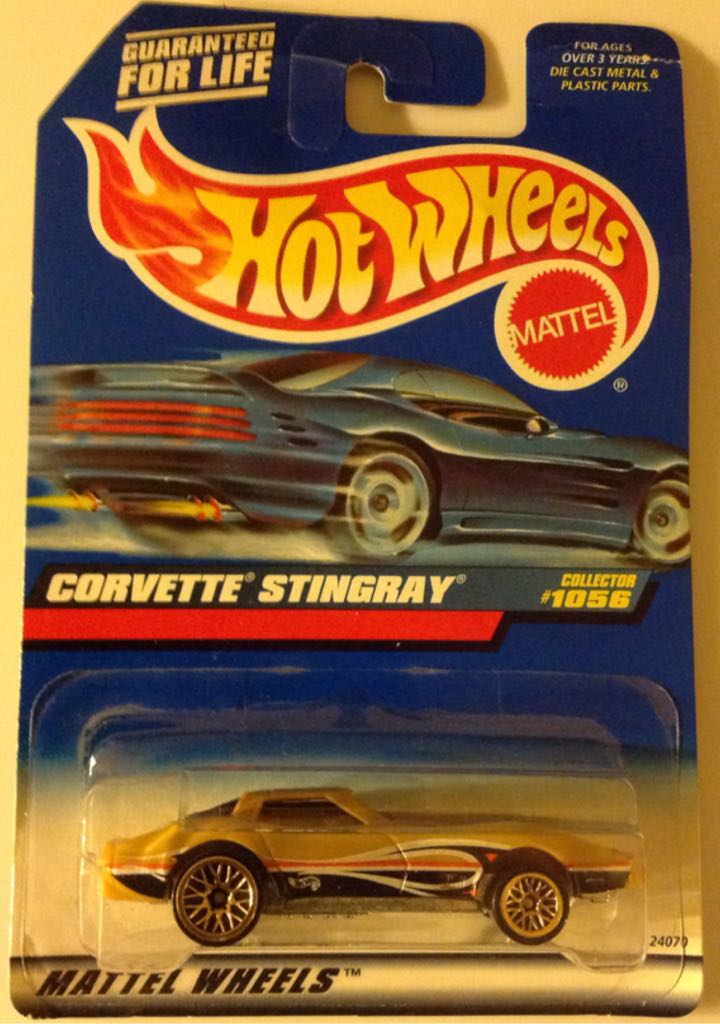 GUARANTEED
FOR LIFE
FOR AGES
OVER 3 YEARS.
DIE CAST METAL &
PLASTIC PARTS.
HOT WHEELS
MATTEL
®
CORVETTE® STINGRAY®
COLLECTOR
#1056
24070
MATTEL WHEELS™